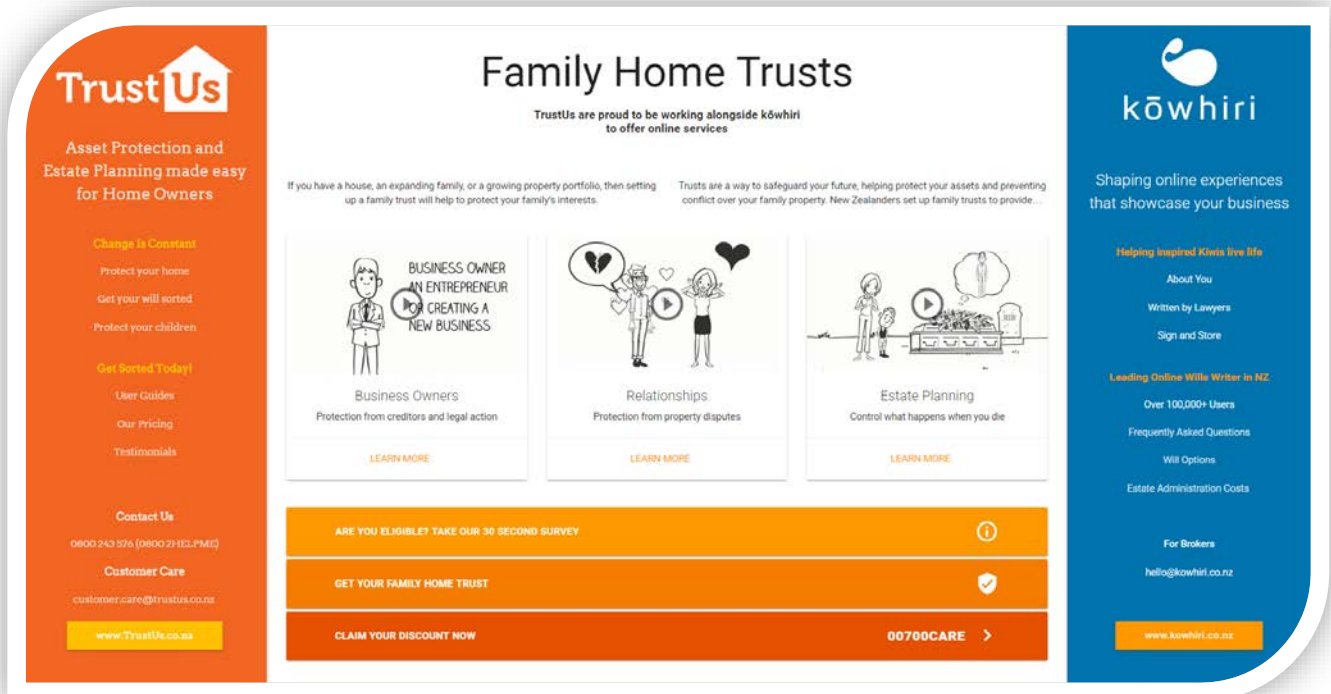 TrustUs
Asset Protection and
Estate Planning made easy
for Home Owners
Change Is Constant
Protect your home
Get your will sorted
Protect your children
Get Sorted Today!
User Guides
Our Pricing
Testimonials
Contact Us
0800 243 576 (0800 2HELPME)
Customer Care
customer.care@trustus.co.nz
www.TrustUs.co.nz
Family Home Trusts
TrustUs are proud to be working alongside kōwhiri
to offer online services
If you have a house, an expanding family, or a growing property portfolio, then setting
up a family trust will help to protect your family's interests.
Trusts are a way to safeguard your future, helping protect your assets and preventing
conflict over your family property. New Zealanders set up family trusts to provide…
BUSINESS OWNER
AN ENTREPRENEUR
OR CREATING A
NEW BUSINESS
Business Owners
Protection from creditors and legal action
LEARN MORE
Relationships
Protection from property disputes
LEARN MORE
Estate Planning
Control what happens when you die
LEARN MORE
ARE YOU ELIGIBLE? TAKE OUR 30 SECOND SURVEY
GET YOUR FAMILY HOME TRUST
CLAIM YOUR DISCOUNT NOW 00700CARE
kōwhiri
Shaping online experiences
that showcase your business
Helping inspired Kiwis live life
About You
Written by Lawyers
Sign and Store
Leading Online Wills Writer in NZ
Over 100,000+ Users
Frequently Asked Questions
Will Options
Estate Administration Costs
For Brokers
hello@kowhiri.co.nz
www.kowhiri.co.nz